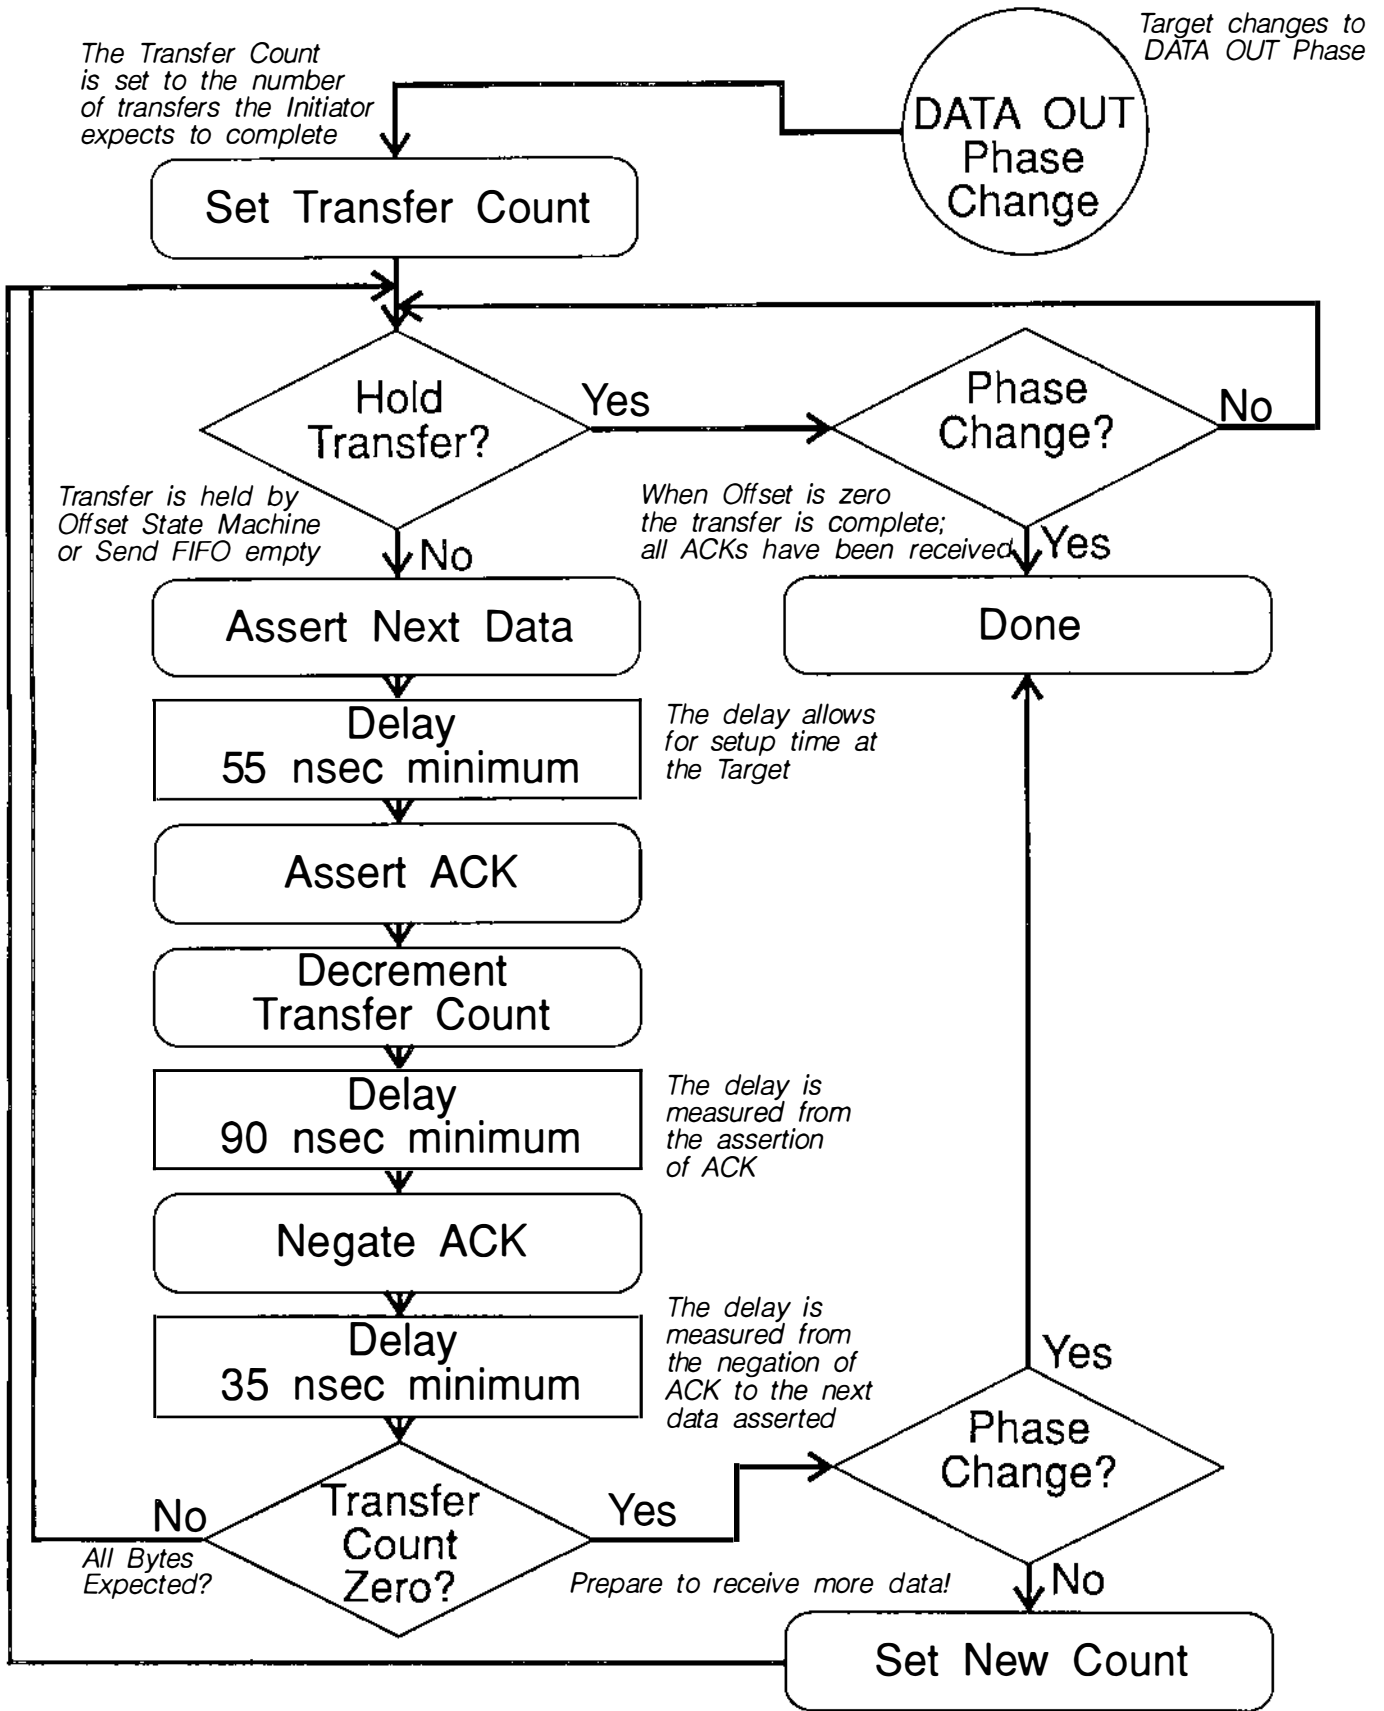 Target changes to
DATA OUT Phase
The Transfer Count
is set to the number
of transfers the Initiator
expects to complete
DATA OUT
Phase
Change
Set Transfer Count
Hold
Transfer?
Yes
Phase
Change?
No
Transfer is held by
Offset State Machine
or Send FIFO empty
When Offset is zero
the transfer is complete;
all ACKs have been received
No
Yes
Assert Next Data
Done
Delay
55 nsec minimum
The delay allows
for setup time at
the Target
Assert ACK
Decrement
Transfer Count
Delay
90 nsec minimum
The delay is
measured from
the assertion
of ACK
Negate ACK
Delay
35 nsec minimum
The delay is
measured from
the negation of
ACK to the next
data asserted
Yes
Phase
Change?
Transfer
Count
Zero?
No
Yes
All Bytes
Expected?
Prepare to receive more data!
No
Set New Count